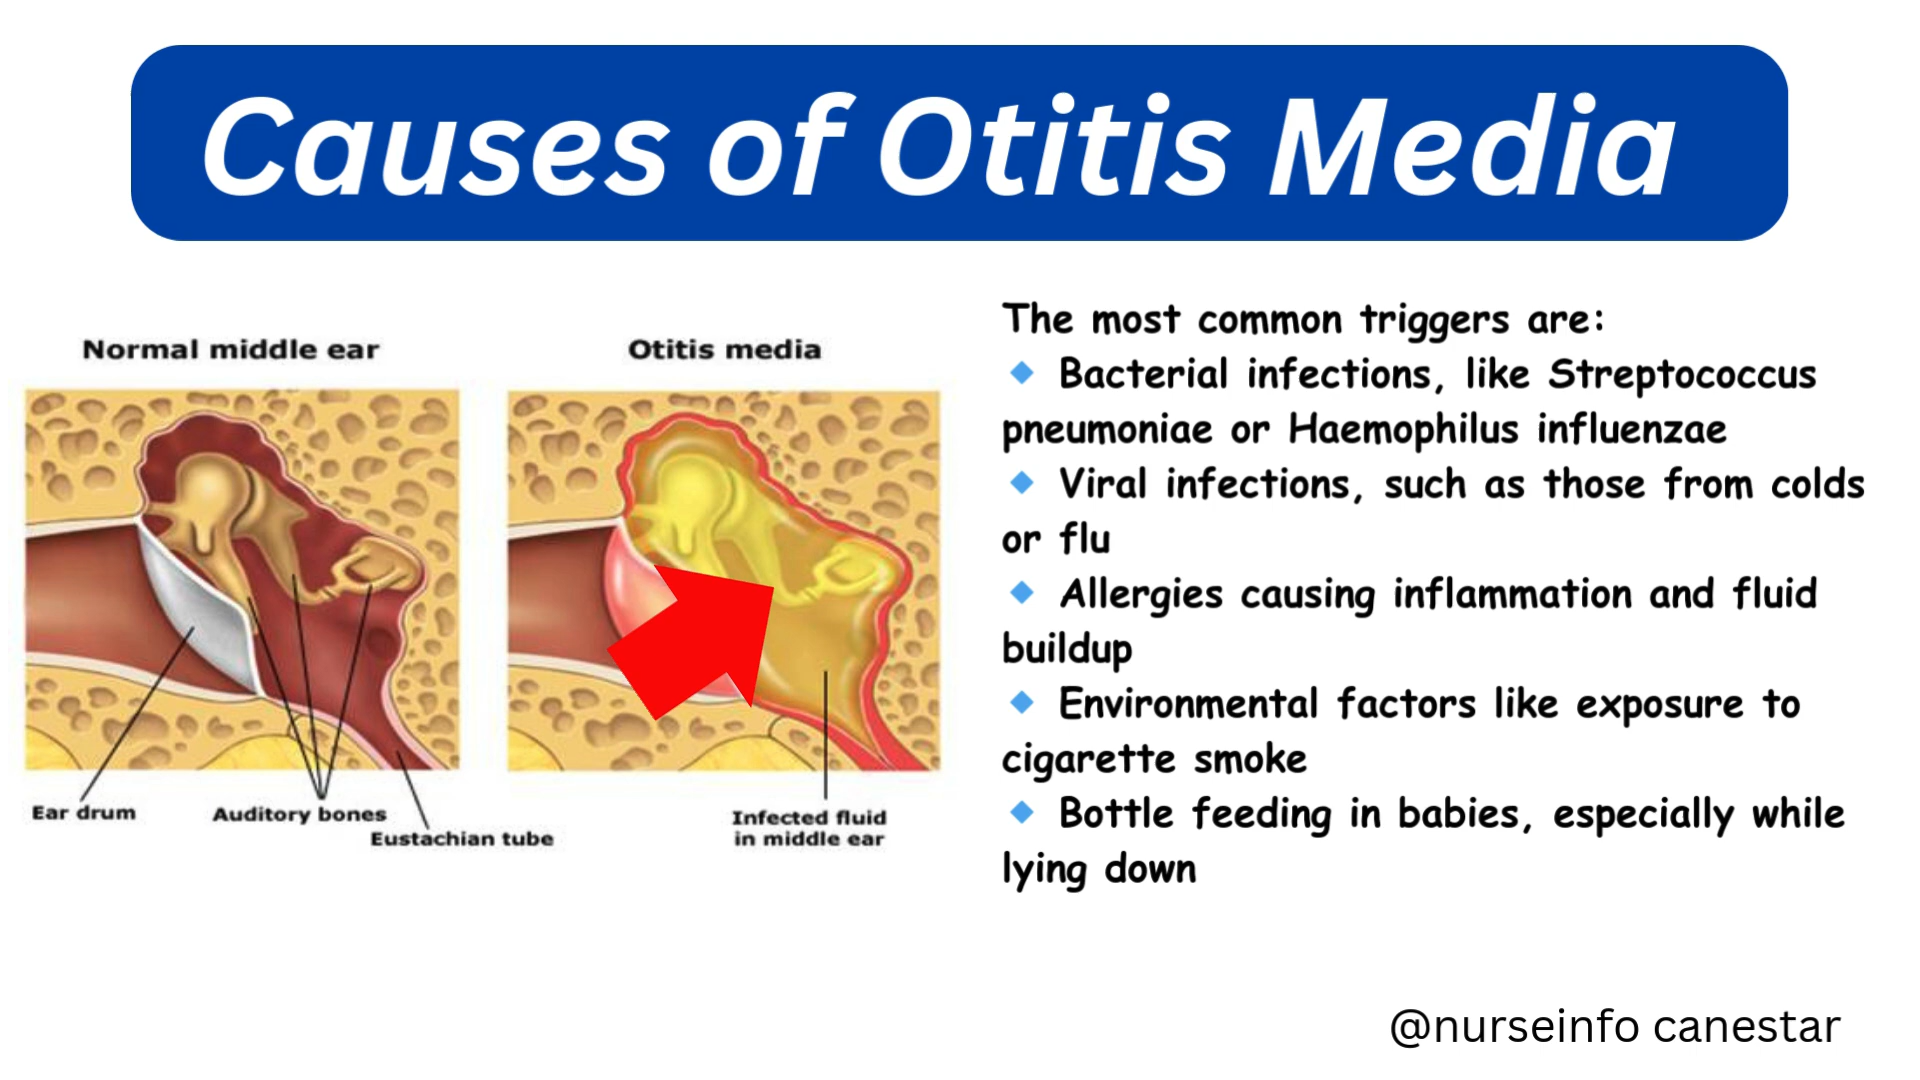 Causes of Otitis Media
Normal middle ear
Otitis media
Ear drum
Auditory bones
Eustachian tube
Infected fluid
in middle ear
The most common triggers are:
🔹 Bacterial infections, like Streptococcus
pneumoniae or Haemophilus influenzae
🔹 Viral infections, such as those from colds
or flu
🔹 Allergies causing inflammation and fluid
buildup
🔹 Environmental factors like exposure to
cigarette smoke
🔹 Bottle feeding in babies, especially while
lying down
@nurseinfo canestar